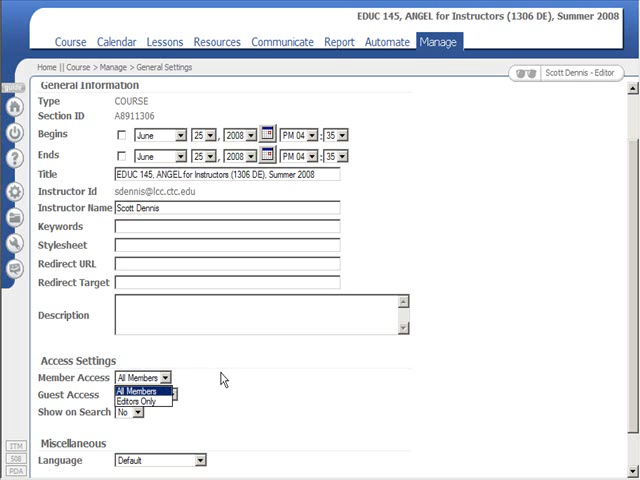 EDUC 145, ANGEL for Instructors (1306 DE), Summer 2008
Course Calendar Lessons Resources Communicate Report Automate Manage
Home || Course > Manage > General Settings
guide
Scott Dennis - Editor
General Information
Type COURSE
Section ID A8911306
Begins June 25 , 2008 PM 04 : 35
Ends June 25 , 2008 PM 04 : 35
Title EDUC 145, ANGEL for Instructors (1306 DE), Summer 2008
Instructor Id sdennis@lcc.ctc.edu
Instructor Name Scott Dennis
Keywords
Stylesheet
Redirect URL
Redirect Target
Description
Access Settings
Member Access All Members
All Members
Guest Access
Editors Only
Show on Search No
Miscellaneous
ITM
Language Default
508
PDA